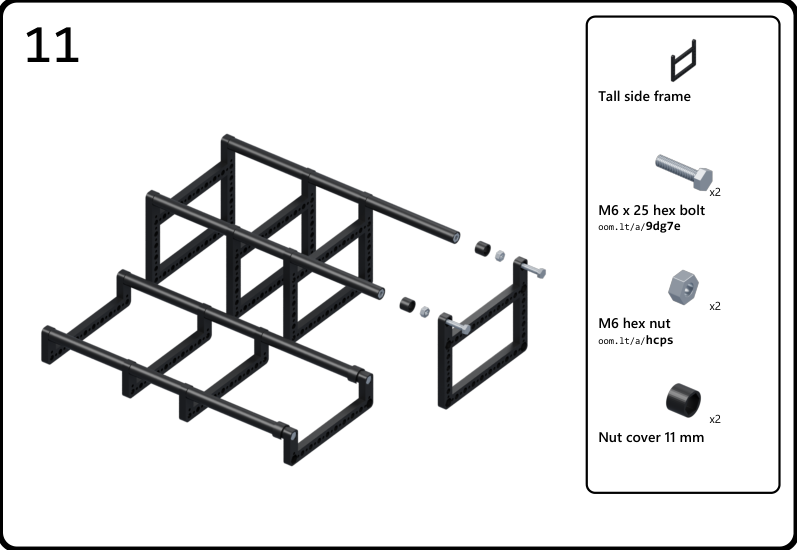 11
Tall side frame
x2
M6 x 25 hex bolt
oom.lt/a/9dg7e
x2
M6 hex nut
oom.lt/a/hcps
x2
Nut cover 11 mm